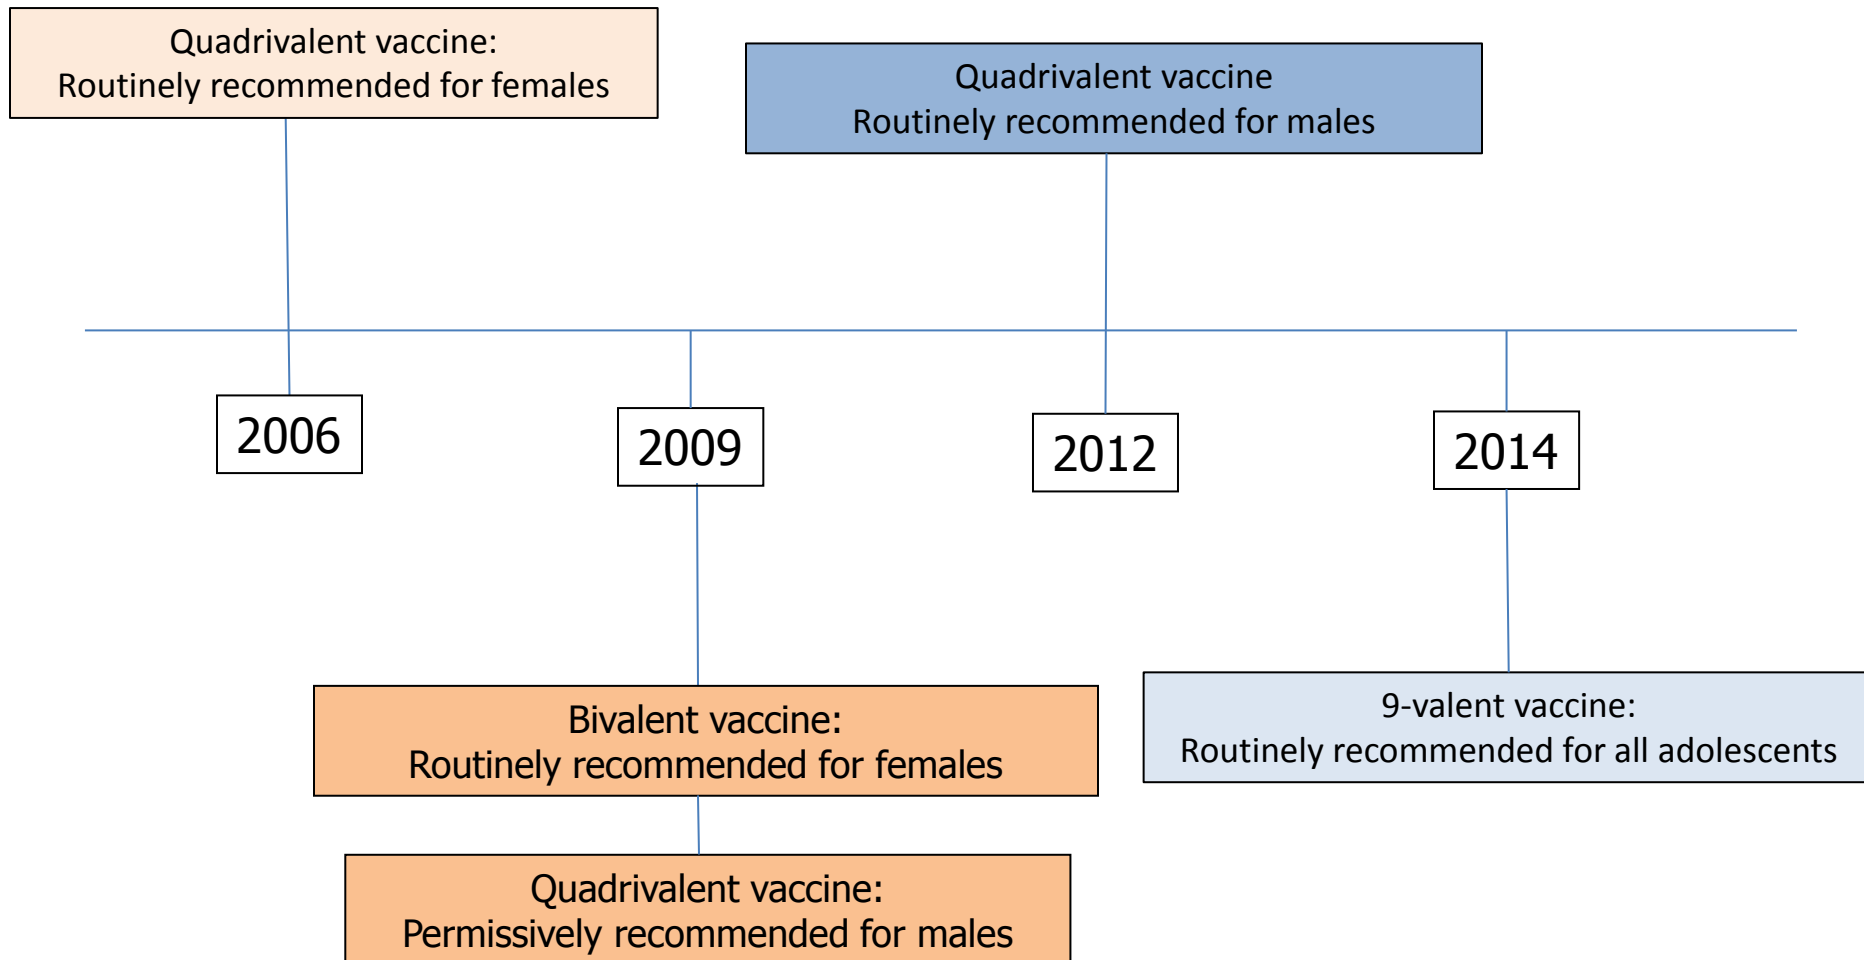 Quadrivalent vaccine:
Routinely recommended for females
Quadrivalent vaccine
Routinely recommended for males
2006
2009
2012
2014
Bivalent vaccine:
Routinely recommended for females
9-valent vaccine:
Routinely recommended for all adolescents
Quadrivalent vaccine:
Permissively recommended for males